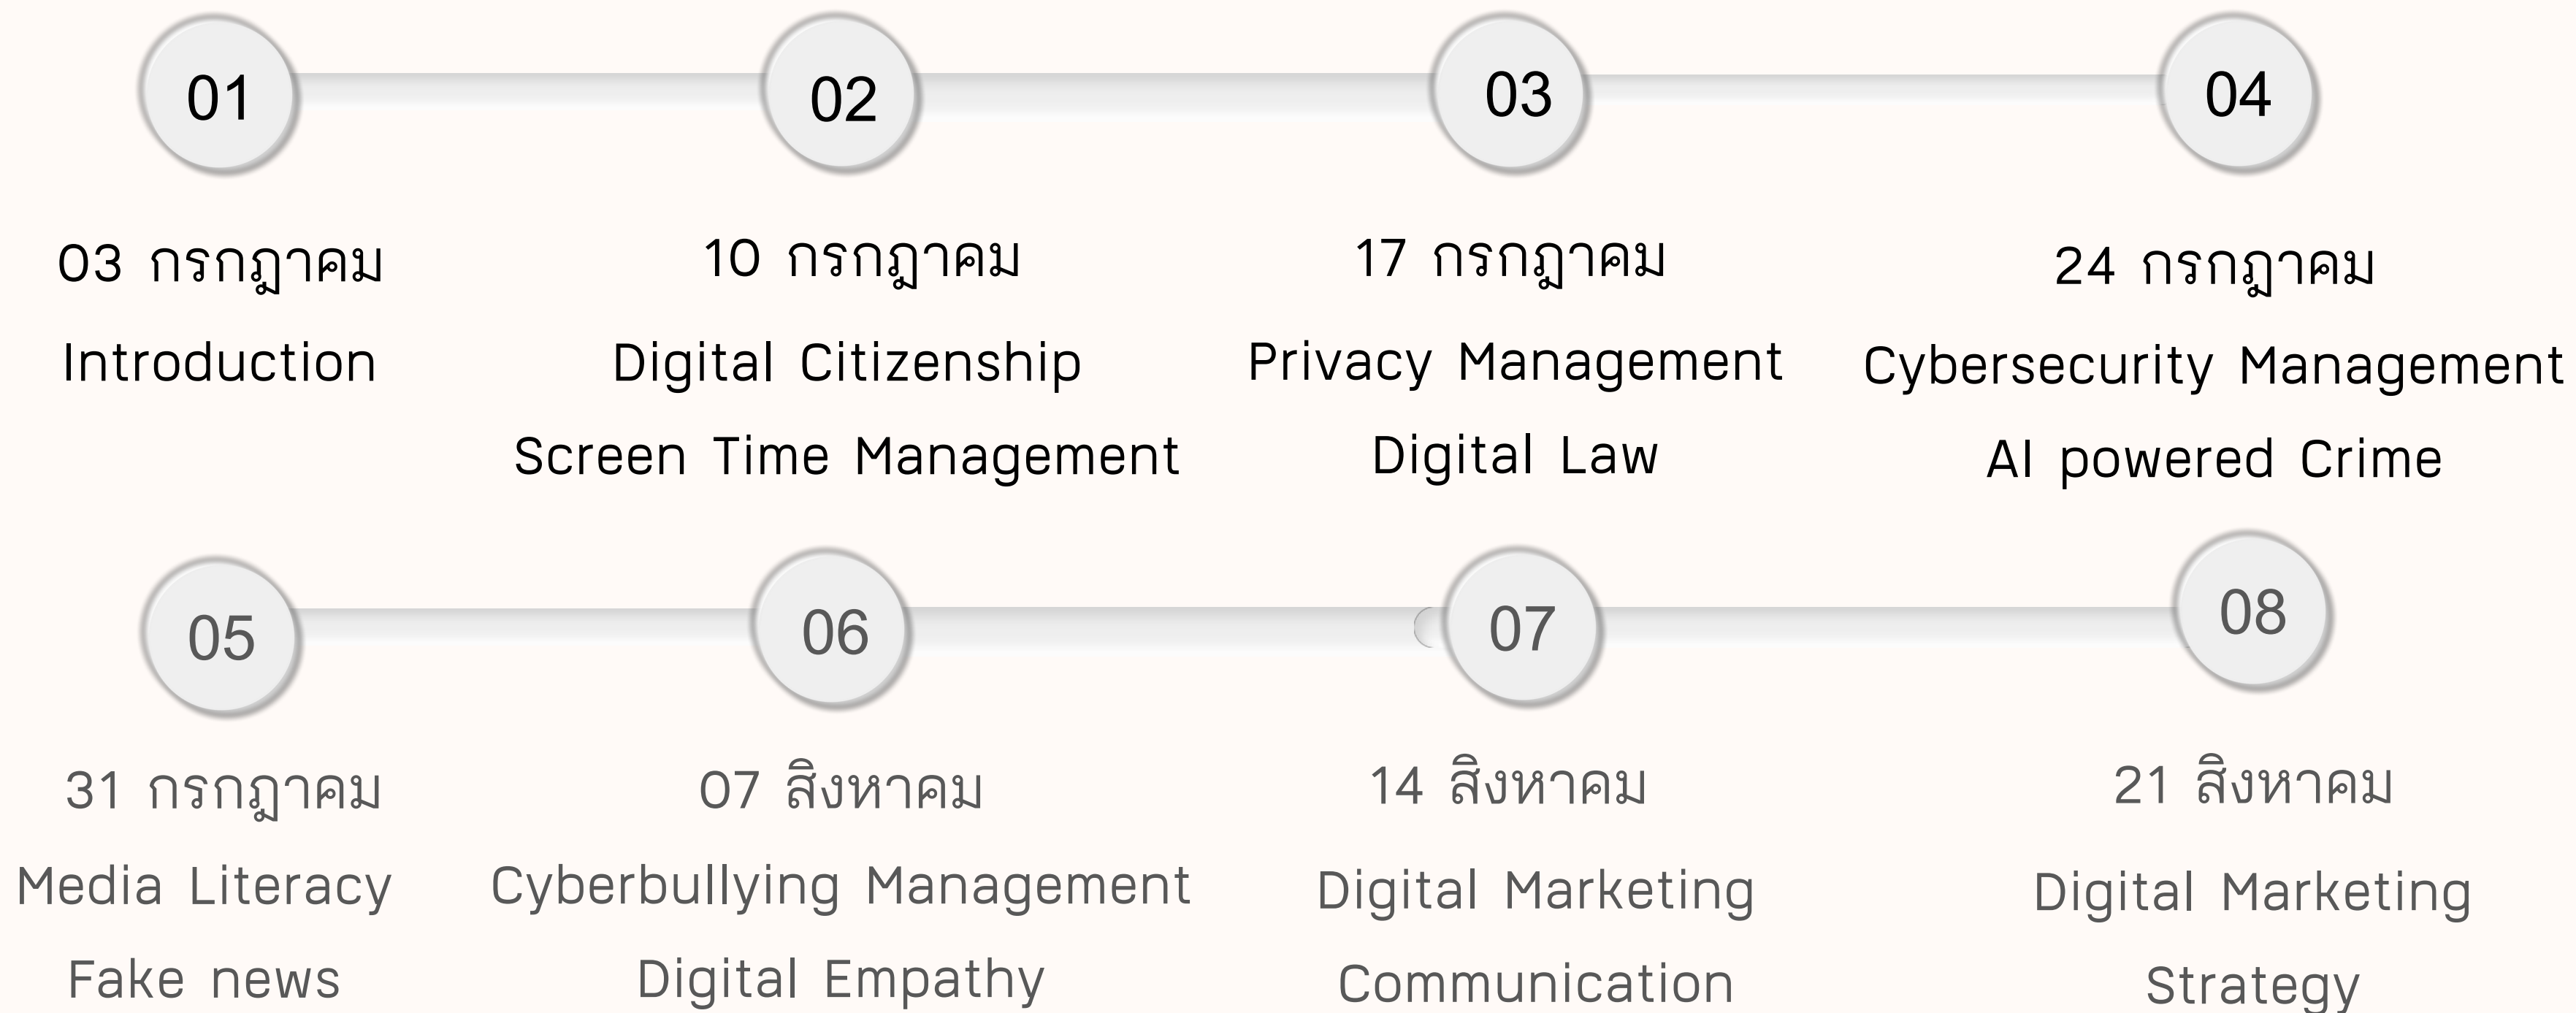 01
02
03
04
03 กรกฎาคม
10 กรกฎาคม
17 กรกฎาคม
24 กรกฎาคม
Introduction
Digital Citizenship
Privacy Management
Cybersecurity Management
Screen Time Management
Digital Law
AI powered Crime
05
06
07
08
31 กรกฎาคม
07 สิงหาคม
14 สิงหาคม
21 สิงหาคม
Media Literacy
Cyberbullying Management
Digital Marketing
Digital Marketing
Fake news
Digital Empathy
Communication
Strategy